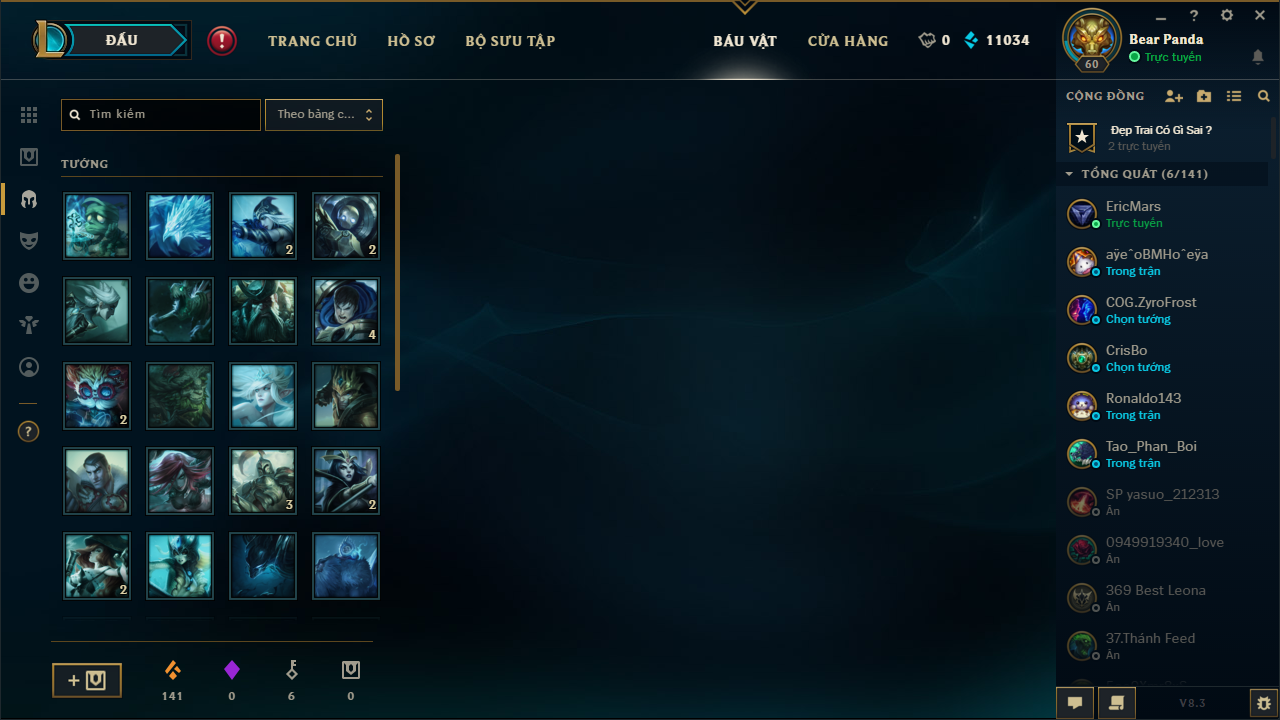 ĐẤU
TRANG CHỦ
HỒ SƠ
BỘ SƯU TẬP
BÁU VẬT
CỬA HÀNG
0
11034
60
Bear Panda
Trực tuyến
Tìm kiếm
Theo bảng c...
TƯỚNG
2
2
4
2
3
2
2
141
0
6
0
CỘNG ĐỒNG
Đẹp Trai Có Gì Sai ?
2 trực tuyến
TỔNG QUÁT (6/141)
EricMars
Trực tuyến
aÿeˆoBMHoˆeÿa
Trong trận
COG.ZyroFrost
Chọn tướng
CrisBo
Chọn tướng
Ronaldo143
Trong trận
Tao_Phan_Boi
Trong trận
SP yasuo_212313
Ẩn
0949919340_love
Ẩn
369 Best Leona
Ẩn
37.Thánh Feed
Ẩn
V8.3